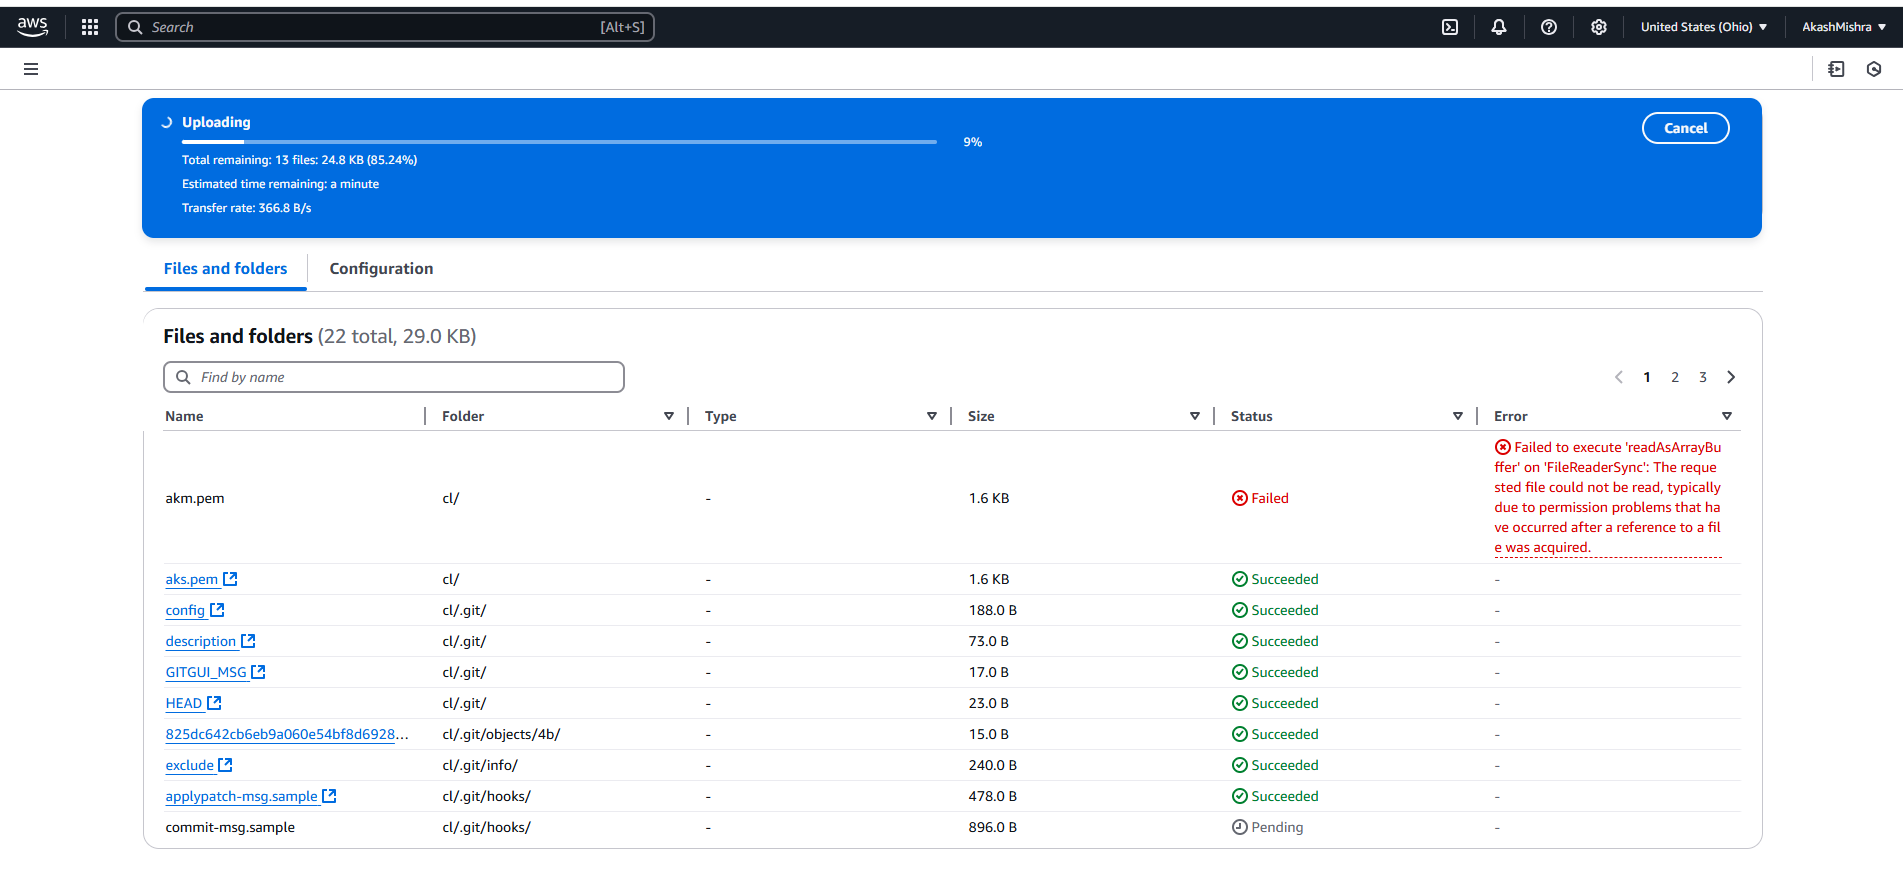 aws
Search [Alt+S]
United States (Ohio)
AkashMishra
Uploading
9%
Cancel
Total remaining: 13 files: 24.8 KB (85.24%)
Estimated time remaining: a minute
Transfer rate: 366.8 B/s
Files and folders
Configuration
Files and folders (22 total, 29.0 KB)
Find by name
1 2 3
Name Folder Type Size Status Error
akm.pem cl/ - 1.6 KB Failed
Failed to execute 'readAsArrayBu
ffer' on 'FileReaderSync': The reque
sted file could not be read, typically
due to permission problems that ha
ve occurred after a reference to a fil
e was acquired.
aks.pem cl/ - 1.6 KB Succeeded -
config cl/.git/ - 188.0 B Succeeded -
description cl/.git/ - 73.0 B Succeeded -
GITGUI_MSG cl/.git/ - 17.0 B Succeeded -
HEAD cl/.git/ - 23.0 B Succeeded -
825dc642cb6eb9a060e54bf8d6928... cl/.git/objects/4b/ - 15.0 B Succeeded -
exclude cl/.git/info/ - 240.0 B Succeeded -
applypatch-msg.sample cl/.git/hooks/ - 478.0 B Succeeded -
commit-msg.sample cl/.git/hooks/ - 896.0 B Pending -